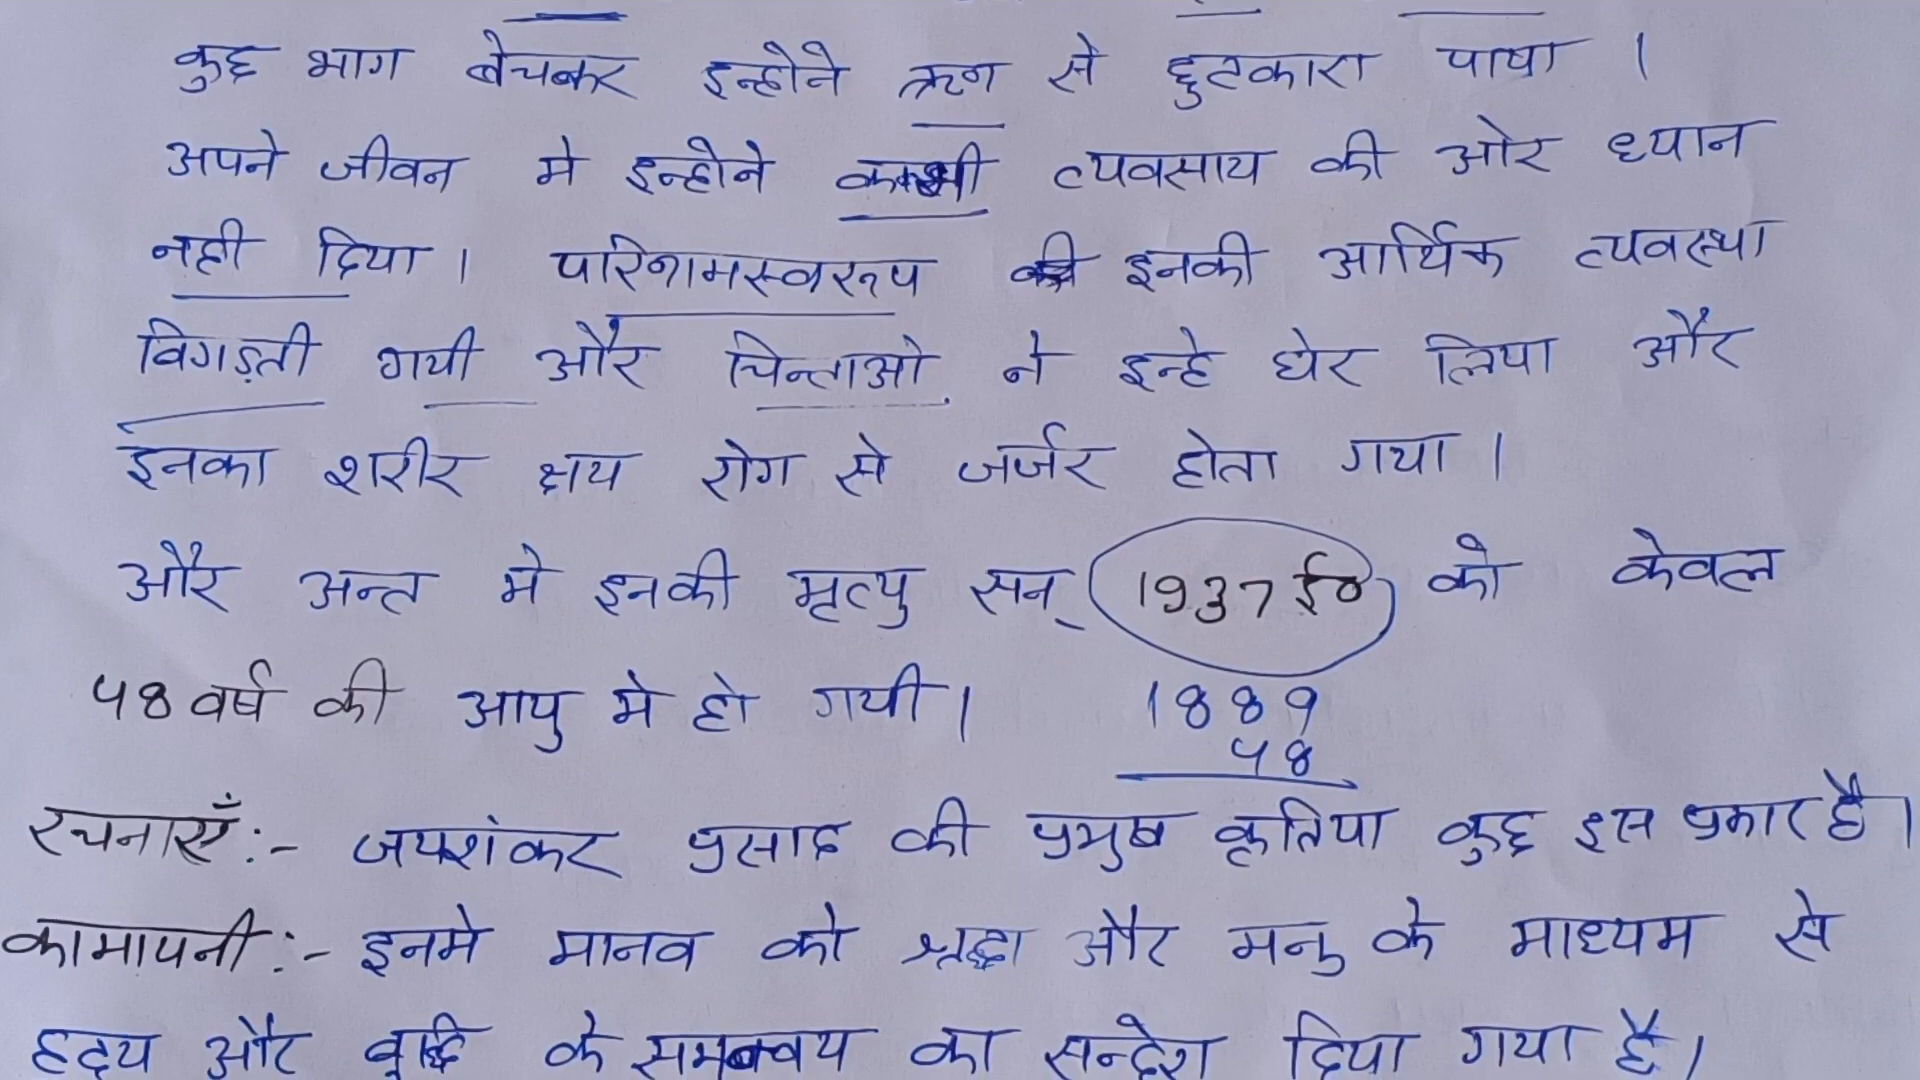 कुछ भाग बेचकर इन्होने ऋण से छुटकारा पाया ।
अपने जीवन मे इन्होने कभी व्यवसाय की ओर ध्यान
नही दिया । परिणामस्वरूप इनकी आर्थिक व्यवस्था
बिगड़ती गयी और चिन्ताओ ने इन्हे घेर लिया और
इनका शरीर क्षय रोग से जर्जर होता गया ।
और अन्त मे इनकी मृत्यु सन् 1937 ई० को केवल
48 वर्ष की आयु मे हो गयी ।
1889
48
रचनाएँ :- जयशंकर प्रसाद की प्रमुख कृतिया कुछ इस प्रकार है ।
कामायनी :- इनमे मानव को श्रद्धा और मनु के माध्यम से
हृदय और बुद्धि के समन्वय का सन्देश दिया गया है ।